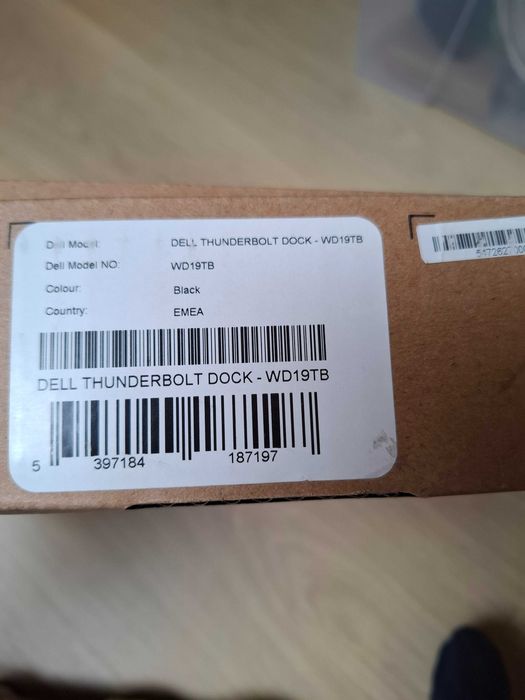 Dell Model: DELL THUNDERBOLT DOCK - WD19TB
Dell Model NO: WD19TB
Colour: Black
Country: EMEA
DELL THUNDERBOLT DOCK - WD19TB
5 397184 187197